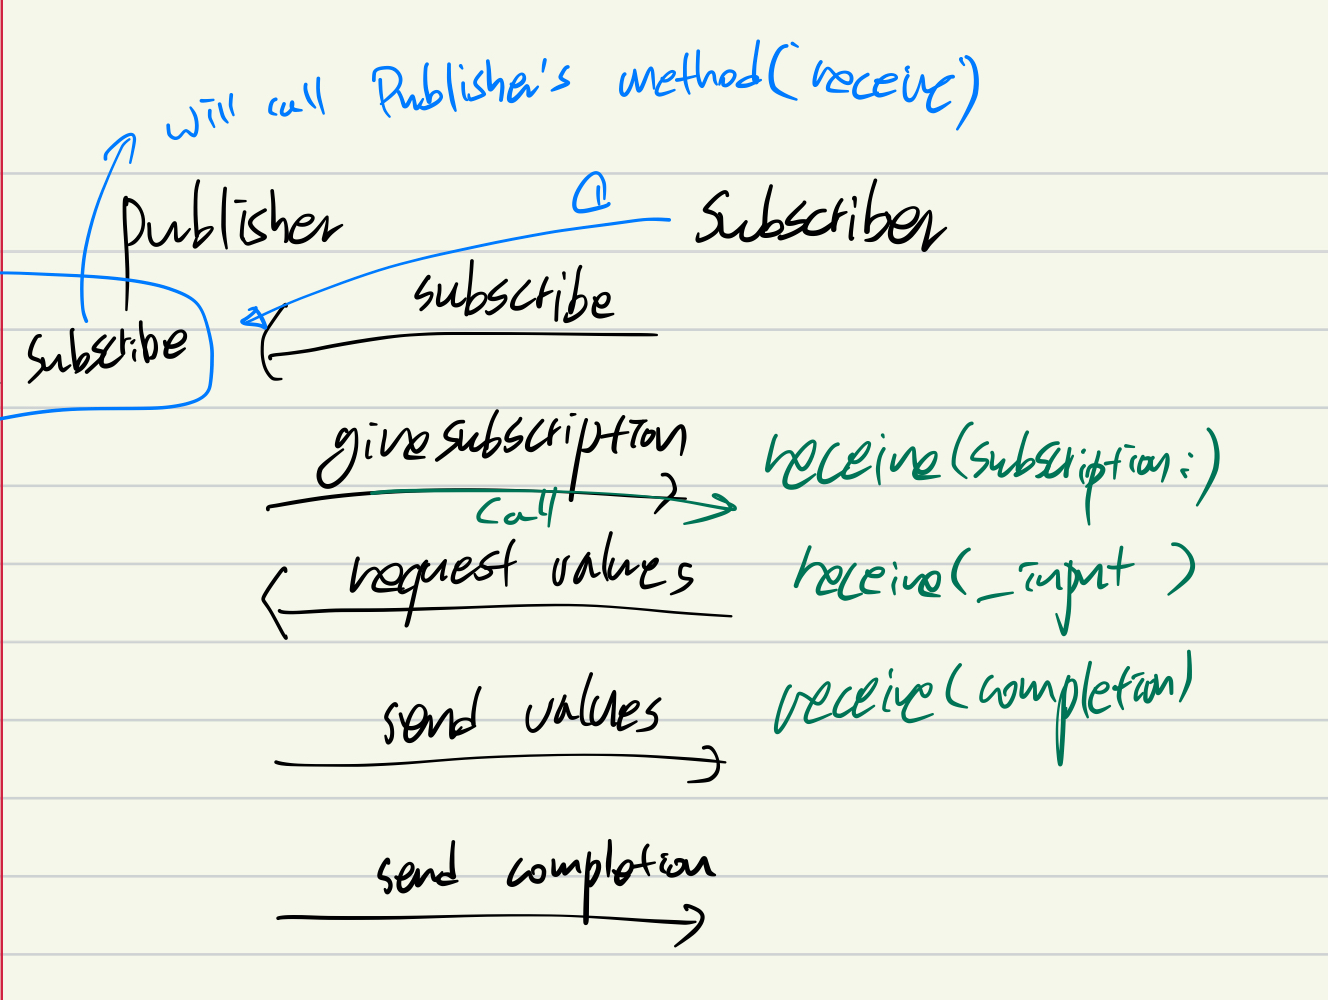 will call Publisher's method(receive)
①
Publisher Subscriber
subscribe
subscribe
give subscription receive(subscription:)
call
request values receive(_input )
send values receive(completion)
send completion